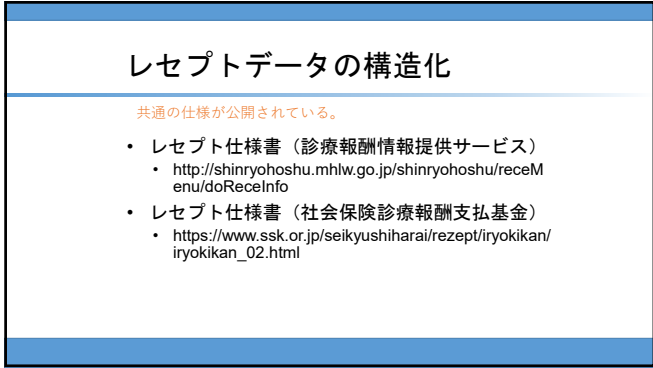 レセプトデータの構造化
共通の仕様が公開されている。
• レセプト仕様書（診療報酬情報提供サービス）
• http://shinryohoshu.mhlw.go.jp/shinryohoshu/receM
enu/doReceInfo
• レセプト仕様書（社会保険診療報酬支払基金）
• https://www.ssk.or.jp/seikyushiharai/rezept/iryokikan/
iryokikan_02.html